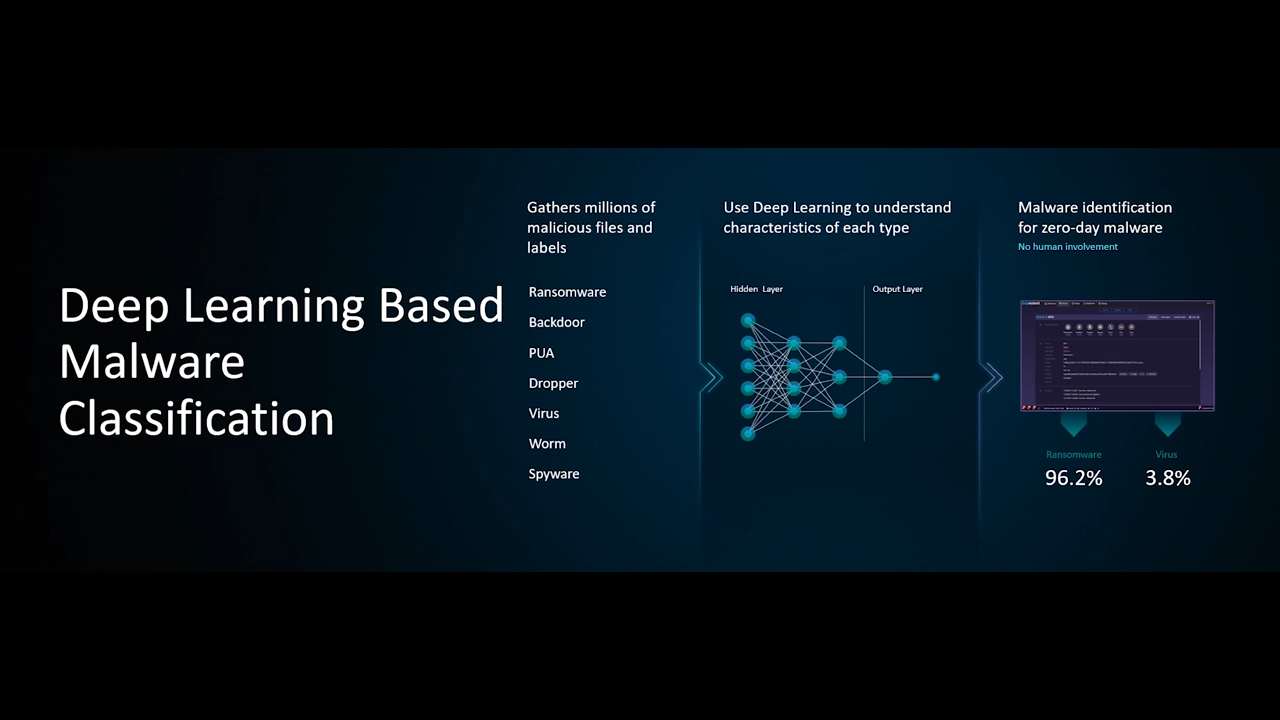 Deep Learning Based
Malware
Classification
Gathers millions of
malicious files and
labels
Ransomware
Backdoor
PUA
Dropper
Virus
Worm
Spyware
Use Deep Learning to understand
characteristics of each type
Hidden Layer
Output Layer
Malware identification
for zero-day malware
No human involvement
Ransomware
96.2%
Virus
3.8%